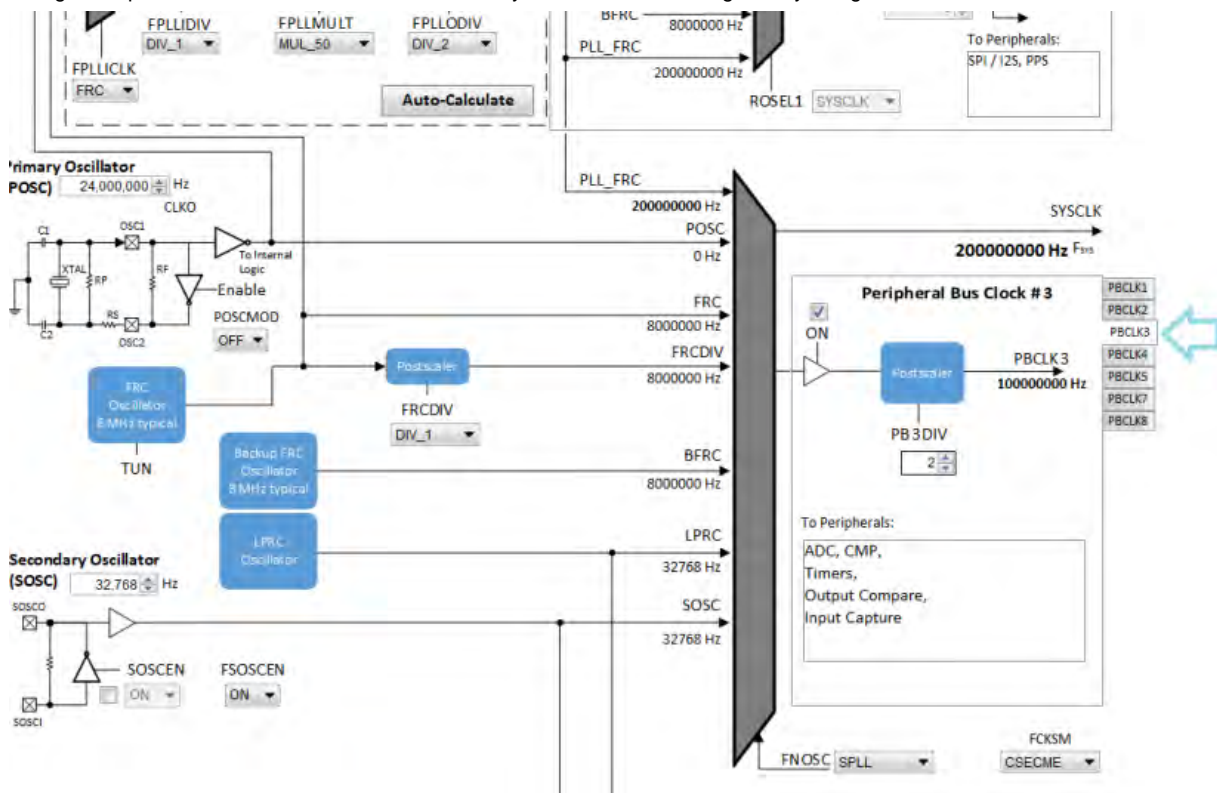 FPLLIDIV
DIV_1
FPLLMULT
MUL_50
FPLLODIV
DIV_2
FPLLICLK
FRC
Auto-Calculate
BFRC
8000000 Hz
PLL_FRC
200000000 Hz
ROSEL1 SYSCLK
To Peripherals:
SPI / I2S, PPS
Primary Oscillator
(POSC) 24,000,000 Hz
CLKO
C1
OSC1
XTAL
RP
RF
To Internal
Logic
Enable
RS
C2
OSC2
POSCMOD
OFF
PLL_FRC
200000000 Hz
POSC
0 Hz
FRC
8000000 Hz
FRCDIV
8000000 Hz
SYSCLK
200000000 Hz Fsys
Peripheral Bus Clock #3
ON
Postscaler
PBCLK3
100000000 Hz
PB3DIV
2
PBCLK1
PBCLK2
PBCLK3
PBCLK4
PBCLK5
PBCLK7
PBCLK8
FRC
Oscillator
8 MHz typical
TUN
Postscaler
FRCDIV
DIV_1
Backup FRC
Oscillator
8 MHz typical
BFRC
8000000 Hz
LPRC
Oscillator
LPRC
32768 Hz
To Peripherals:
ADC, CMP,
Timers,
Output Compare,
Input Capture
Secondary Oscillator
(SOSC) 32,768 Hz
SOSCO
SOSC
32768 Hz
SOSCEN
ON
FSOSCEN
ON
SOSCI
FNOSC SPLL
FCKSM
CSECME